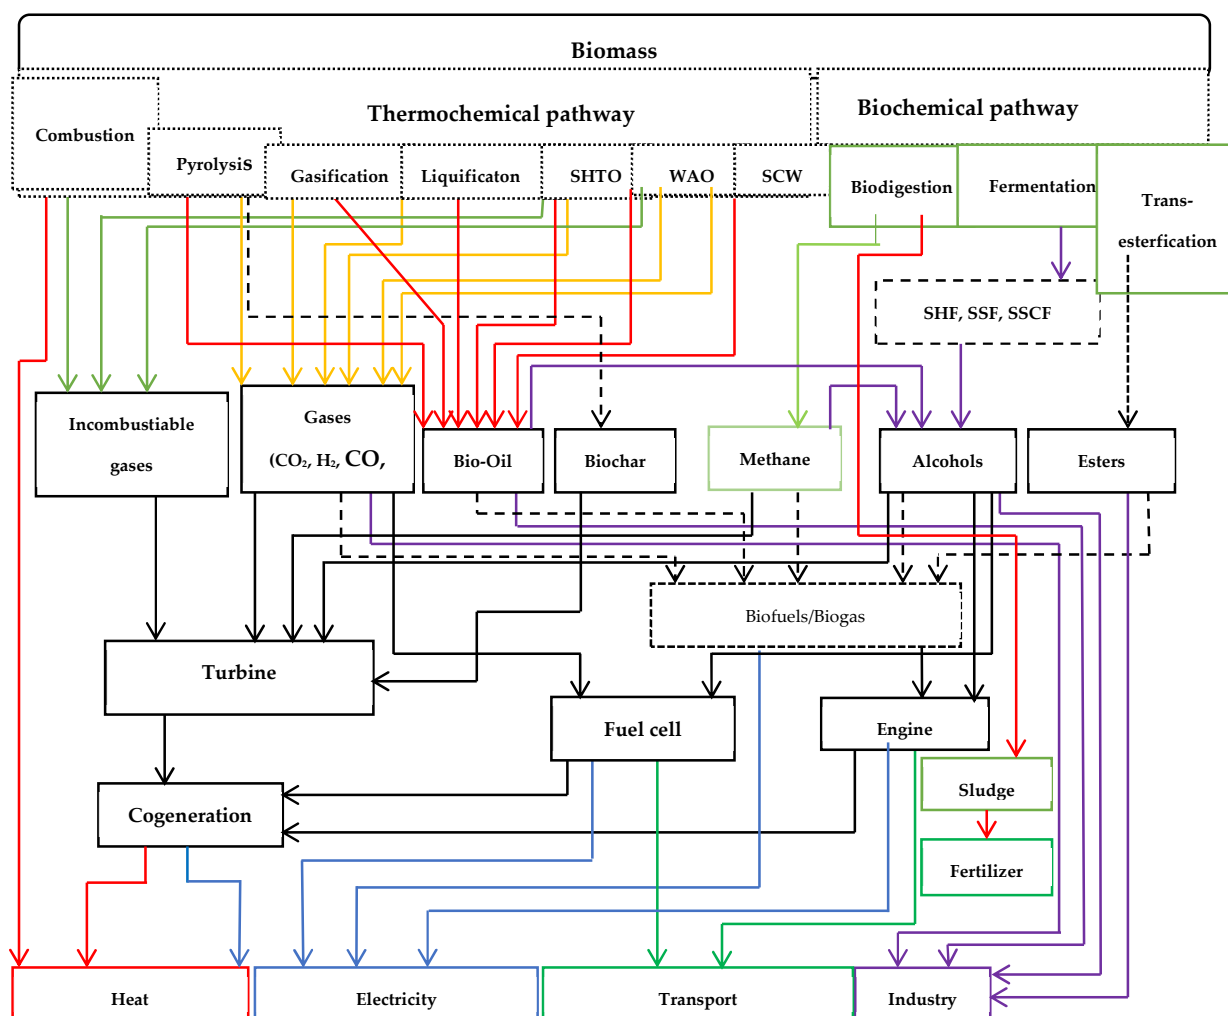 Biomass
Thermochemical pathway
Biochemical pathway
Combustion
Pyrolysis
Gasification
Liquificaton
SHTO
WAO
SCW
Biodigestion
Fermentation
Trans-
esterfication
SHF, SSF, SSCF
Incombustiable
gases
Gases
(CO₂, H₂, CO,
Bio-Oil
Biochar
Methane
Alcohols
Esters
Biofuels/Biogas
Turbine
Fuel cell
Engine
Sludge
Cogeneration
Fertilizer
Heat
Electricity
Transport
Industry